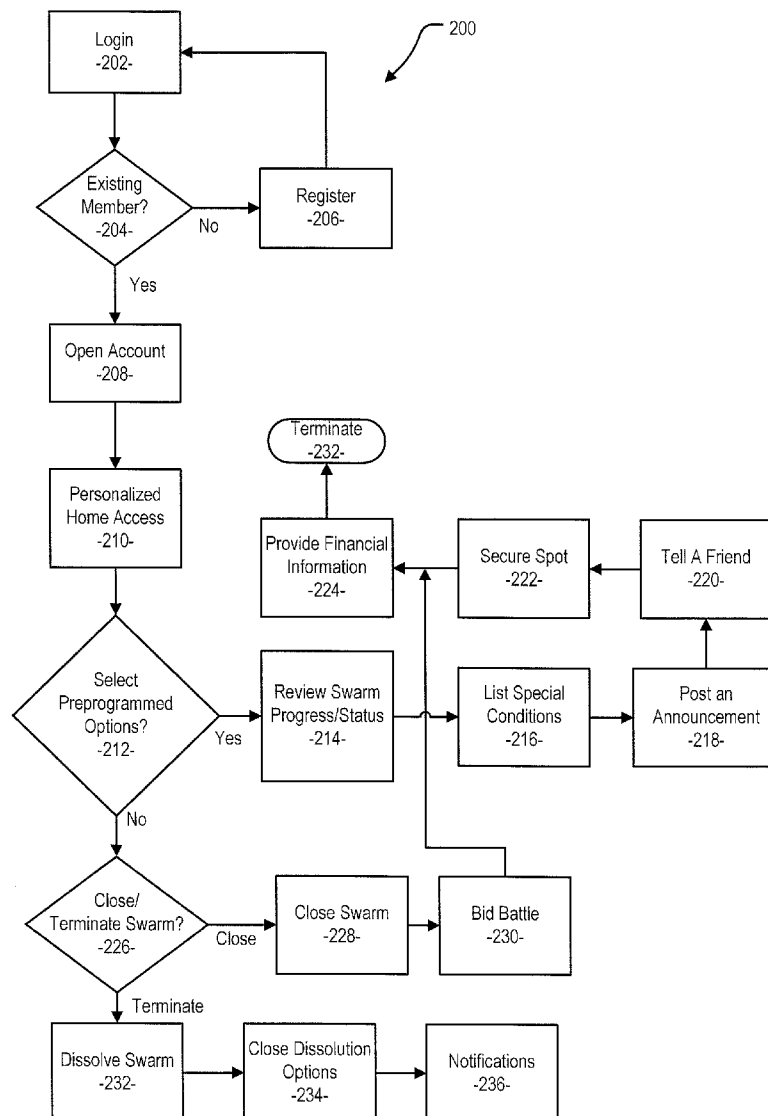 Login
-202-
200
Existing
Member?
-204-
No
Register
-206-
Yes
Open Account
-208-
Terminate
-232-
Personalized
Home Access
-210-
Provide Financial
Information
-224-
Secure Spot
-222-
Tell A Friend
-220-
Select
Preprogrammed
Options?
-212-
Yes
Review Swarm
Progress/Status
-214-
List Special
Conditions
-216-
Post an
Announcement
-218-
No
Close/
Terminate Swarm?
-226-
Close
Close Swarm
-228-
Bid Battle
-230-
Terminate
Dissolve Swarm
-232-
Close Dissolution
Options
-234-
Notifications
-236-